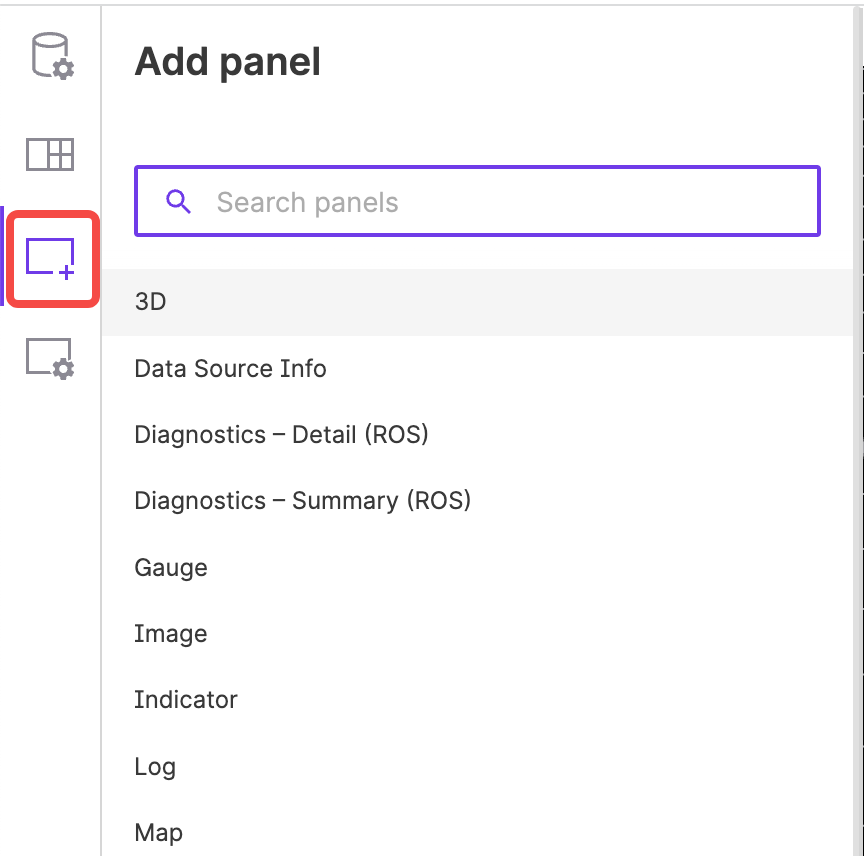 Add panel
Search panels
3D
Data Source Info
Diagnostics – Detail (ROS)
Diagnostics – Summary (ROS)
Gauge
Image
Indicator
Log
Map